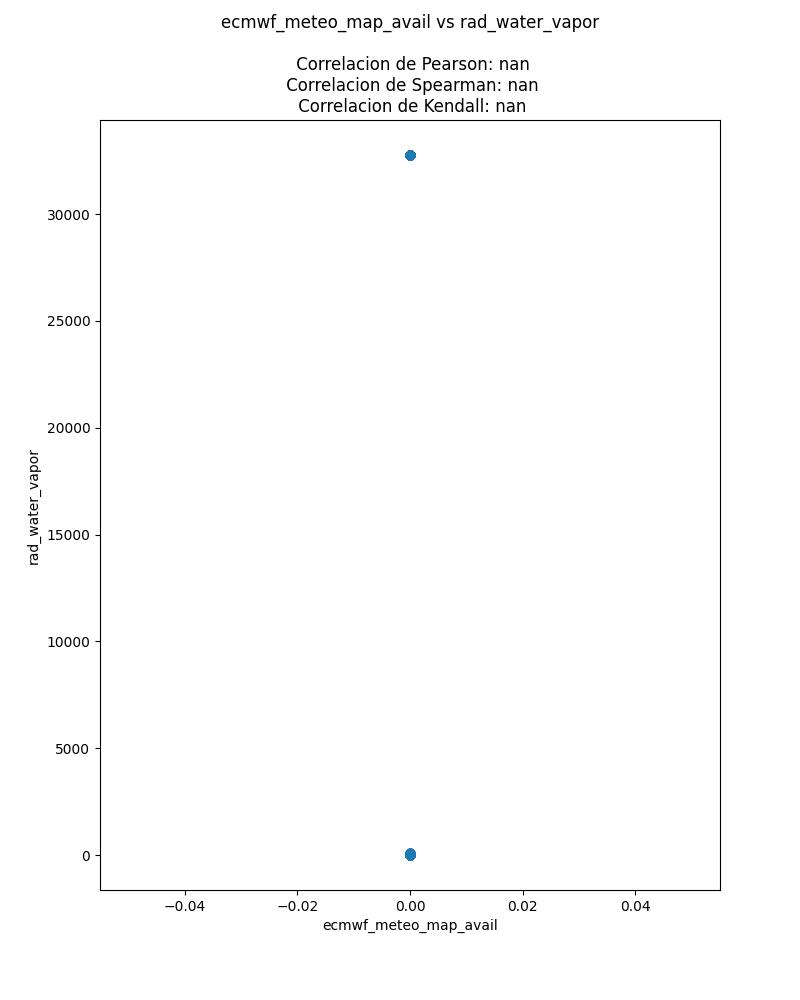 ecmwf_meteo_map_avail vs rad_water_vapor
Correlacion de Pearson: nan
Correlacion de Spearman: nan
Correlacion de Kendall: nan
30000
25000
20000
15000
10000
5000
0
rad_water_vapor
−0.04 −0.02 0.00 0.02 0.04
ecmwf_meteo_map_avail